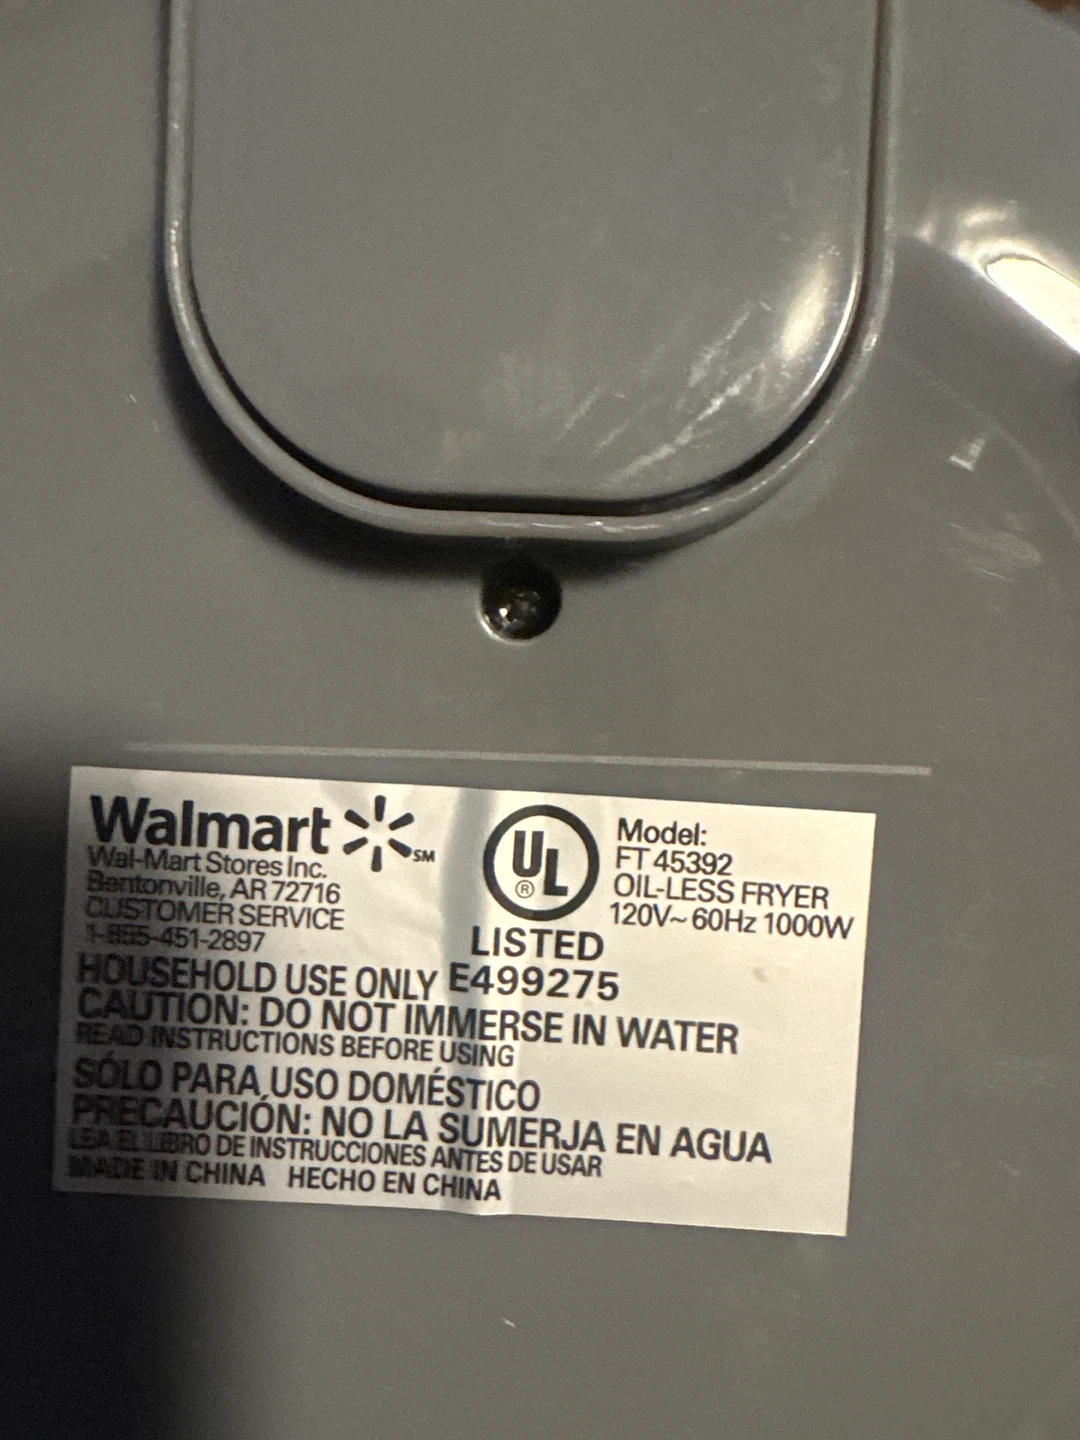 Walmart SM
Wal-Mart Stores Inc.
Bentonville, AR 72716
CUSTOMER SERVICE
1-855-451-2897
UL ®
LISTED
Model:
FT 45392
OIL-LESS FRYER
120V~ 60Hz 1000W
HOUSEHOLD USE ONLY E499275
CAUTION: DO NOT IMMERSE IN WATER
READ INSTRUCTIONS BEFORE USING
SÓLO PARA USO DOMÉSTICO
PRECAUCIÓN: NO LA SUMERJA EN AGUA
LEA EL LIBRO DE INSTRUCCIONES ANTES DE USAR
MADE IN CHINA HECHO EN CHINA